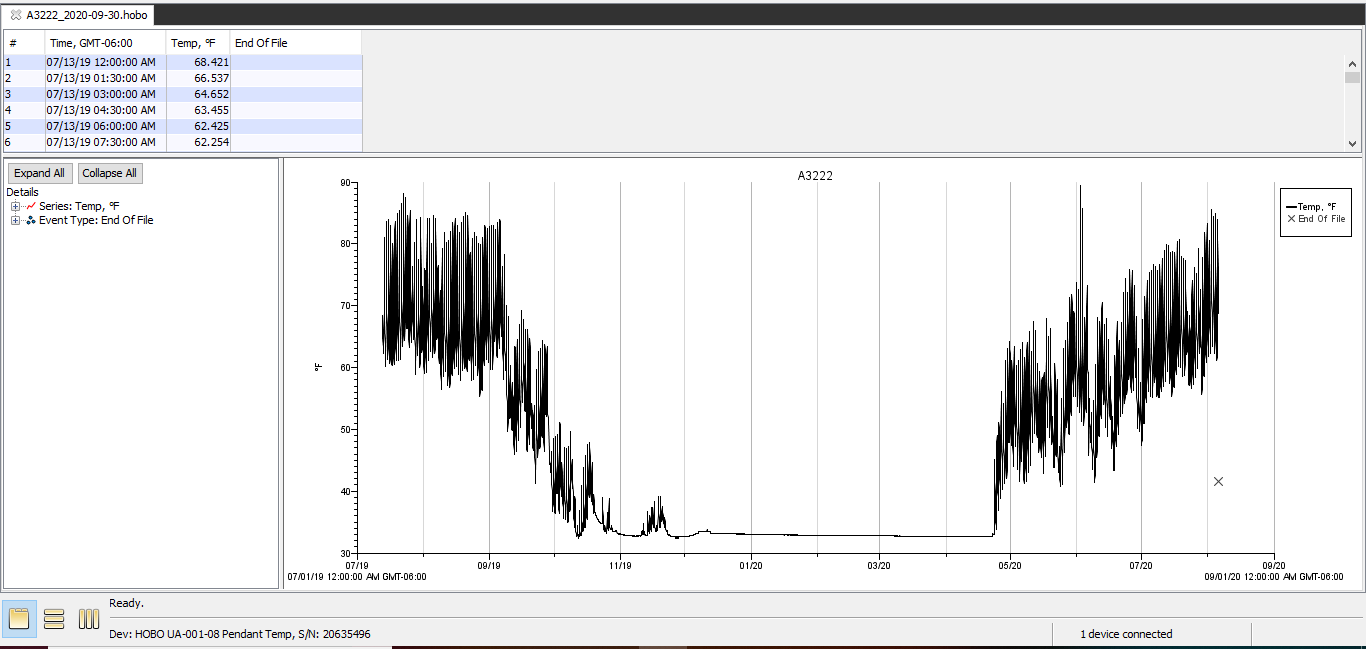 A3222_2020-09-30.hobo
# Time, GMT-06:00 Temp, °F End Of File
1 07/13/19 12:00:00 AM 68.421
2 07/13/19 01:30:00 AM 66.537
3 07/13/19 03:00:00 AM 64.652
4 07/13/19 04:30:00 AM 63.455
5 07/13/19 06:00:00 AM 62.425
6 07/13/19 07:30:00 AM 62.254
Expand All Collapse All
Details
Series: Temp, °F
Event Type: End Of File
A3222
90
80
70
60
50
40
30
°F
Temp, °F
End Of File
07/19 09/19 11/19 01/20 03/20 05/20 07/20 09/20
07/01/19 12:00:00 AM GMT-06:00 09/01/20 12:00:00 AM GMT-06:00
Ready.
Dev: HOBO UA-001-08 Pendant Temp, S/N: 20635496 1 device connected